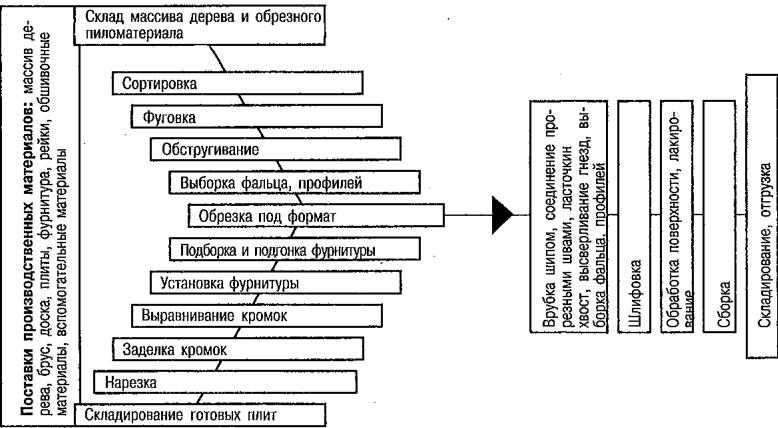 Поставки производственных материалов: массив де-
рева, брус, доска, плиты, фурнитура, рейки, обшивочные
материалы, вспомогательные материалы
Склад массива дерева и обрезного
пиломатериала
Сортировка
Фуговка
Обстругивание
Выборка фальца, профилей
Обрезка под формат
Подборка и подгонка фурнитуры
Установка фурнитуры
Выравнивание кромок
Заделка кромок
Нарезка
Складирование готовых плит
Врубка шипом, соединение про-
резными швами, ласточкин
хвост, высверливание гнезд, вы-
борка фальца, профилей
Шлифовка
Обработка поверхности, лакиро-
вание
Сборка
Складирование, отгрузка